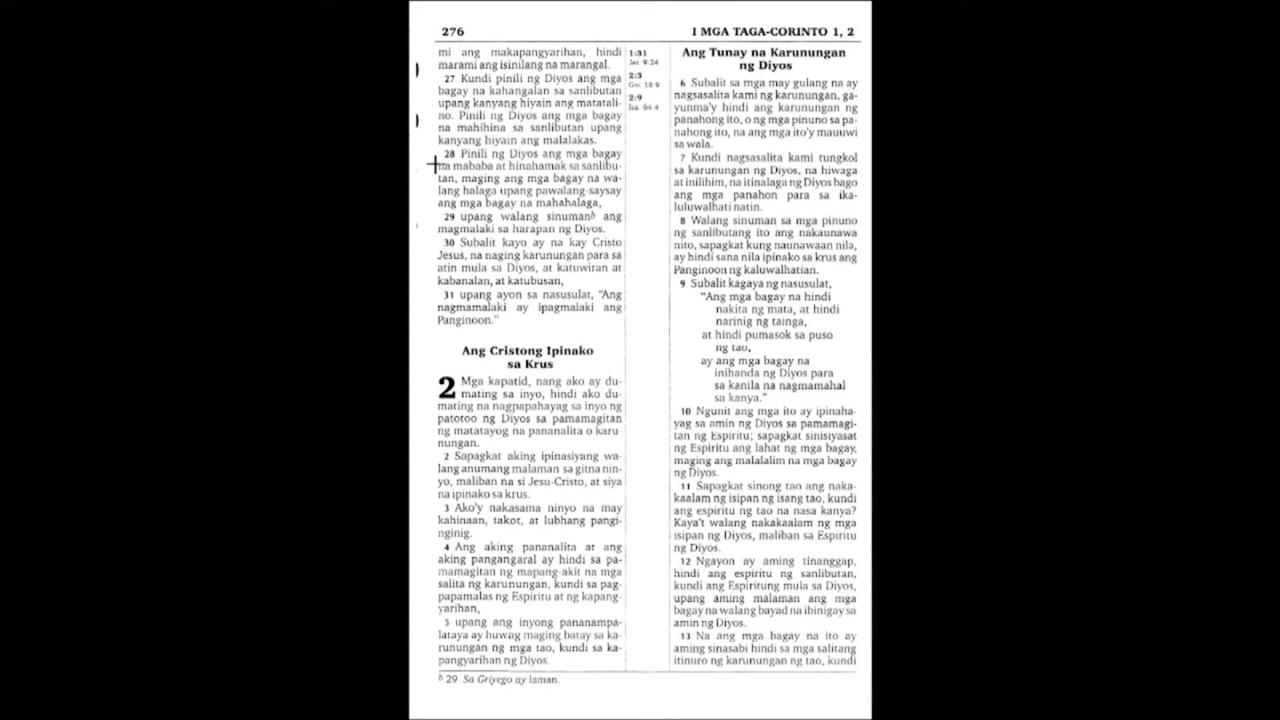 276
I MGA TAGA-CORINTO 1, 2
mi ang makapangyarihan, hindi
marami ang isinilang na marangal.
27 Kundi pinili ng Diyos ang mga
bagay na kahangalan sa sanlibutan
upang kanyang hiyain ang matatali-
no. Pinili ng Diyos ang mga bagay
na mahihina sa sanlibutan upang
kanyang hiyain ang malalakas.
28 Pinili ng Diyos ang mga bagay
na mababa at hinahamak sa sanlibu-
tan, maging ang mga bagay na wa-
lang halaga upang pawalang-saysay
ang mga bagay na mahahalaga,
29 upang walang sinumanᵇ ang
magmalaki sa harapan ng Diyos.
30 Subalit kayo ay na kay Cristo
Jesus, na naging karunungan para sa
atin mula sa Diyos, at katuwiran at
kabanalan, at katubusan,
31 upang ayon sa nasusulat, “Ang
nagmamalaki ay ipagmalaki ang
Panginoon.”
Ang Cristong Ipinako
sa Krus
2 Mga kapatid, nang ako ay du-
mating sa inyo, hindi ako du-
mating na nagpapahayag sa inyo ng
patotoo ng Diyos sa pamamagitan
ng matatayog na pananalita o karu-
nungan.
2 Sapagkat aking ipinasiyang wa-
lang anumang malaman sa gitna nin-
yo, maliban na si Jesu-Cristo, at siya
na ipinako sa krus.
3 Ako’y nakasama ninyo na may
kahinaan, takot, at lubhang pangi-
nginig.
4 Ang aking pananalita at ang
aking pangangaral ay hindi sa pa-
mamagitan ng mapang-akit na mga
salita ng karunungan, kundi sa pag-
papamalas ng Espiritu at ng kapang-
yarihan,
5 upang ang inyong pananampa-
lataya ay huwag maging batay sa ka-
runungan ng mga tao, kundi sa ka-
pangyarihan ng Diyos.
1:31
Jer. 9:24
2:3
Gw. 18:9
2:9
Isa. 64:4
Ang Tunay na Karunungan
ng Diyos
6 Subalit sa mga may gulang na ay
nagsasalita kami ng karunungan, ga-
yunma’y hindi ang karunungan ng
panahong ito, o ng mga pinuno sa pa-
nahong ito, na ang mga ito’y mauuwi
sa wala.
7 Kundi nagsasalita kami tungkol
sa karunungan ng Diyos, na hiwaga
at inilihim, na itinalaga ng Diyos bago
ang mga panahon para sa ika-
luluwalhati natin.
8 Walang sinuman sa mga pinuno
ng sanlibutang ito ang nakaunawa
nito, sapagkat kung naunawaan nila,
ay hindi sana nila ipinako sa krus ang
Panginoon ng kaluwalhatian.
9 Subalit kagaya ng nasusulat,
“Ang mga bagay na hindi
nakita ng mata, at hindi
narinig ng tainga,
at hindi pumasok sa puso
ng tao,
ay ang mga bagay na
inihanda ng Diyos para
sa kanila na nagmamahal
sa kanya.”
10 Ngunit ang mga ito ay ipinaha-
yag sa amin ng Diyos sa pamamagi-
tan ng Espiritu; sapagkat sinisiyasat
ng Espiritu ang lahat ng mga bagay,
maging ang malalalim na mga bagay
ng Diyos.
11 Sapagkat sinong tao ang naka-
kaalam ng isipan ng isang tao, kundi
ang espiritu ng tao na nasa kanya?
Kaya’t walang nakakaalam ng mga
isipan ng Diyos, maliban sa Espiritu
ng Diyos.
12 Ngayon ay aming tinanggap,
hindi ang espiritu ng sanlibutan,
kundi ang Espiritung mula sa Diyos,
upang aming malaman ang mga
bagay na walang bayad na ibinigay sa
amin ng Diyos.
13 Na ang mga bagay na ito ay
aming sinasabi hindi sa mga salitang
itinuro ng karunungan ng tao, kundi
ᵇ 29 Sa Griyego ay laman.